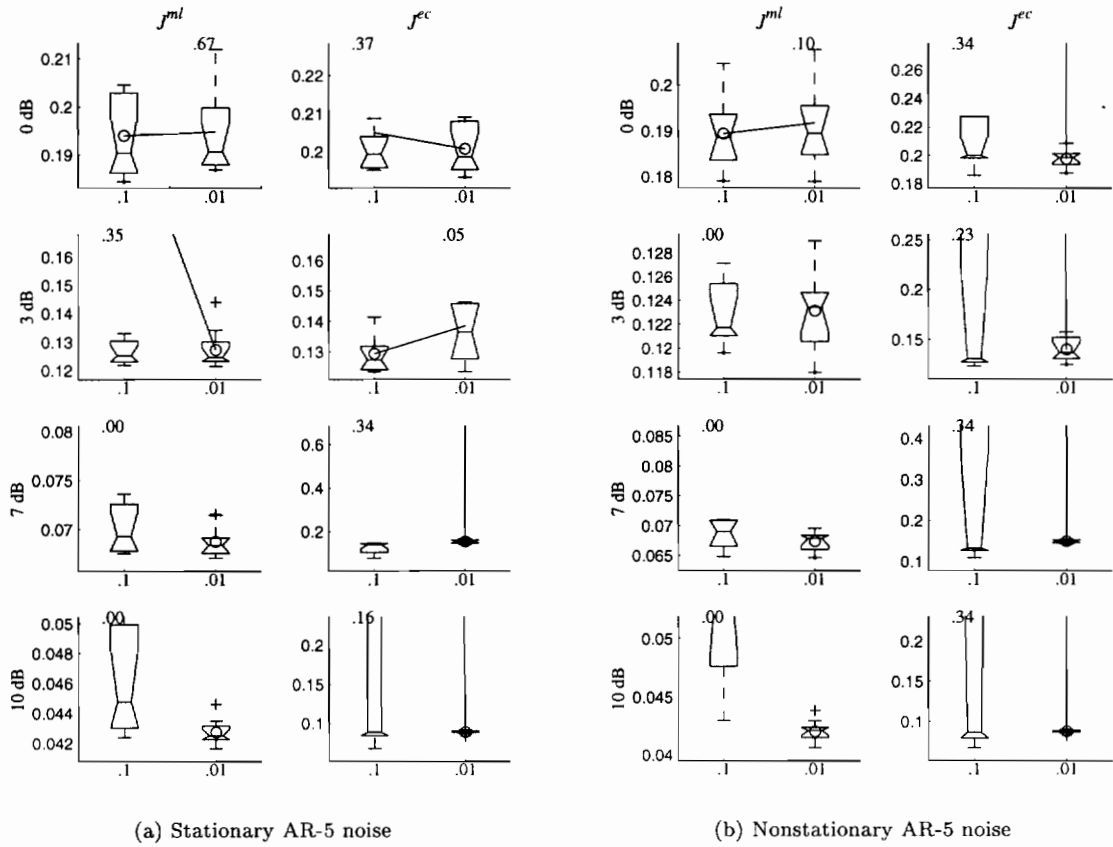 J^ml J^ec J^ml J^ec
.67 .37 .10 .34
0 dB 0.21 0.2 0.19
0.22 0.21 0.2
0 dB 0.2 0.19 0.18
0.28 0.26 0.24 0.22 0.2 0.18
.1 .01 .1 .01 .1 .01 .1 .01
.35 .05 .00 .23
3 dB 0.16 0.15 0.14 0.13 0.12
0.16 0.15 0.14 0.13
3 dB 0.128 0.126 0.124 0.122 0.12 0.118
0.25 0.2 0.15
.1 .01 .1 .01 .1 .01 .1 .01
.00 .34 .00 .34
7 dB 0.08 0.075 0.07
0.6 0.4 0.2
7 dB 0.085 0.08 0.075 0.07 0.065
0.4 0.3 0.2 0.1
.1 .01 .1 .01 .1 .01 .1 .01
.00 .16 .00 .34
10 dB 0.05 0.048 0.046 0.044 0.042
0.2 0.15 0.1
10 dB 0.05 0.045 0.04
0.2 0.15 0.1
.1 .01 .1 .01 .1 .01 .1 .01
(a) Stationary AR-5 noise
(b) Nonstationary AR-5 noise